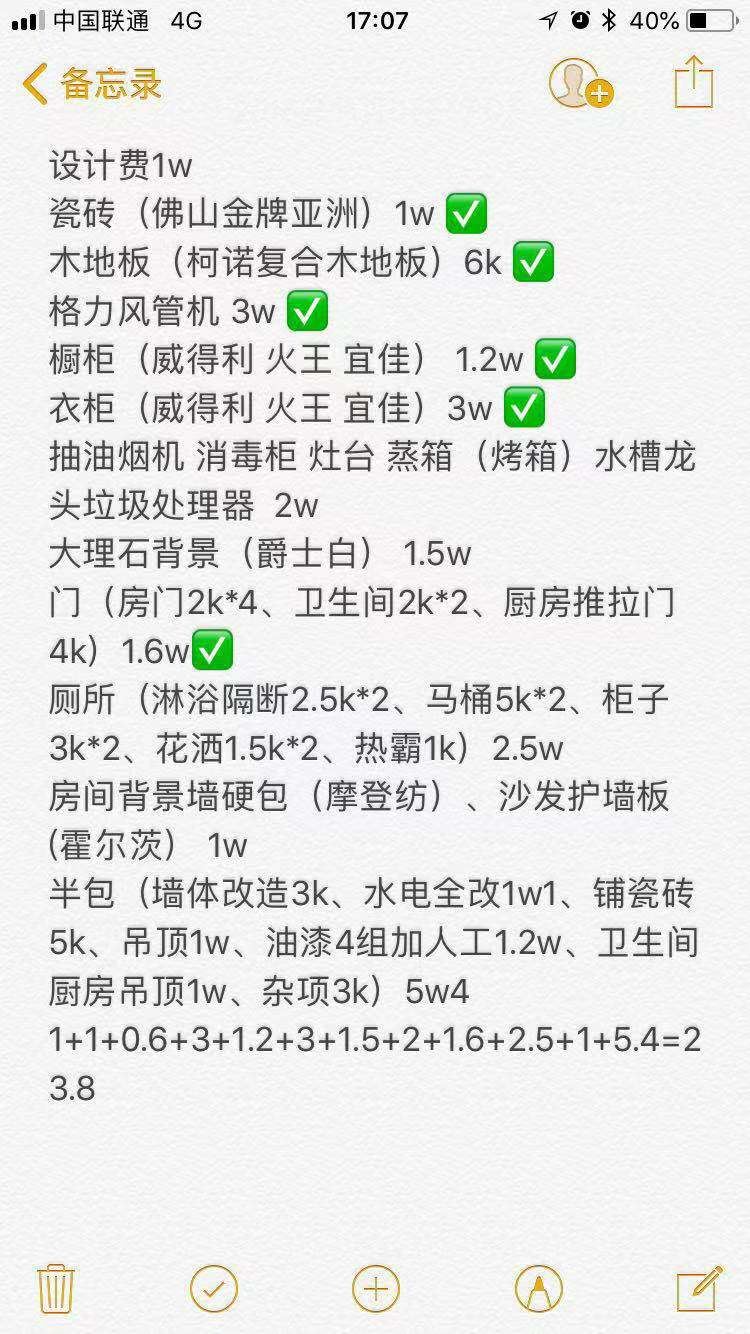 中国联通 4G 17:07 40%
备忘录
设计费1w
瓷砖（佛山金牌亚洲）1w ✅
木地板（柯诺复合木地板）6k ✅
格力风管机 3w ✅
橱柜（威得利 火王 宜佳） 1.2w ✅
衣柜（威得利 火王 宜佳）3w ✅
抽油烟机 消毒柜 灶台 蒸箱（烤箱）水槽龙
头垃圾处理器 2w
大理石背景（爵士白） 1.5w
门（房门2k*4、卫生间2k*2、厨房推拉门
4k）1.6w✅
厕所（淋浴隔断2.5k*2、马桶5k*2、柜子
3k*2、花洒1.5k*2、热霸1k）2.5w
房间背景墙硬包（摩登纺）、沙发护墙板
(霍尔茨） 1w
半包（墙体改造3k、水电全改1w1、铺瓷砖
5k、吊顶1w、油漆4组加人工1.2w、卫生间
厨房吊顶1w、杂项3k）5w4
1+1+0.6+3+1.2+3+1.5+2+1.6+2.5+1+5.4=2
3.8